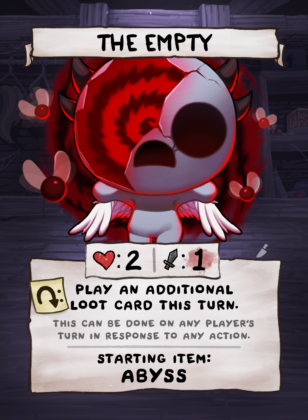 THE EMPTY
:2 :1
PLAY AN ADDITIONAL
LOOT CARD THIS TURN.
THIS CAN BE DONE ON ANY PLAYER'S
TURN IN RESPONSE TO ANY ACTION.
STARTING ITEM:
ABYSS